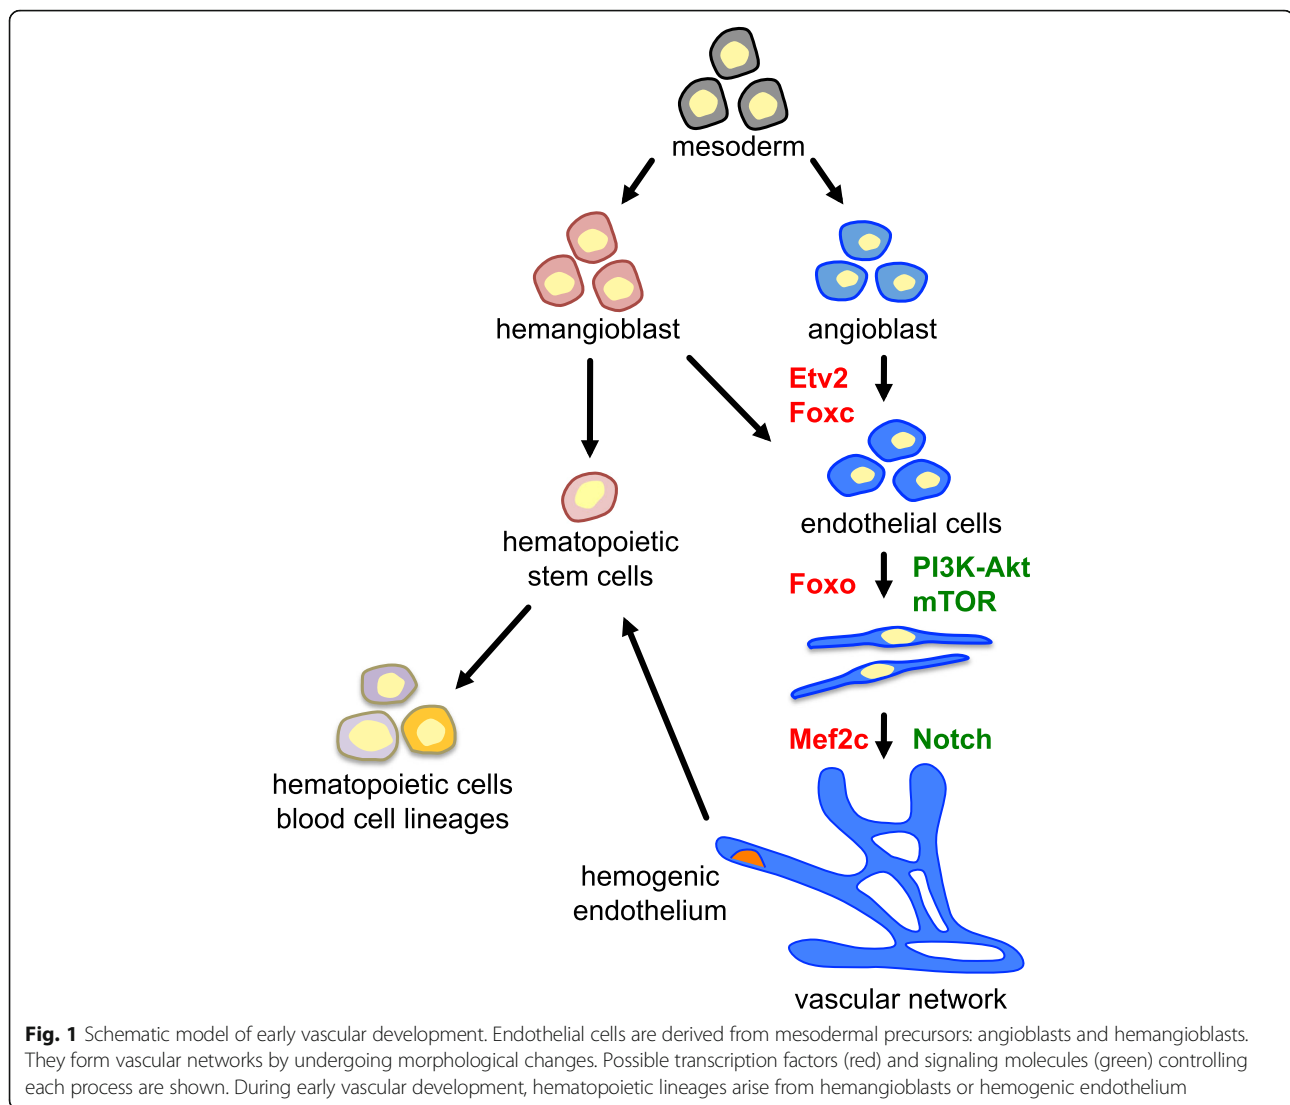 mesoderm
hemangioblast
angioblast
Etv2
Foxc
endothelial cells
hematopoietic
stem cells
Foxo
PI3K-Akt
mTOR
Mef2c
Notch
hematopoietic cells
blood cell lineages
hemogenic
endothelium
vascular network
Fig. 1 Schematic model of early vascular development. Endothelial cells are derived from mesodermal precursors: angioblasts and hemangioblasts.
They form vascular networks by undergoing morphological changes. Possible transcription factors (red) and signaling molecules (green) controlling
each process are shown. During early vascular development, hematopoietic lineages arise from hemangioblasts or hemogenic endothelium